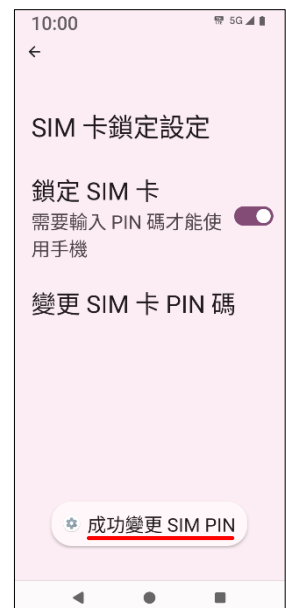 10:00 5G
SIM 卡鎖定設定
鎖定 SIM 卡
需要輸入 PIN 碼才能使
用手機
變更 SIM 卡 PIN 碼
成功變更 SIM PIN